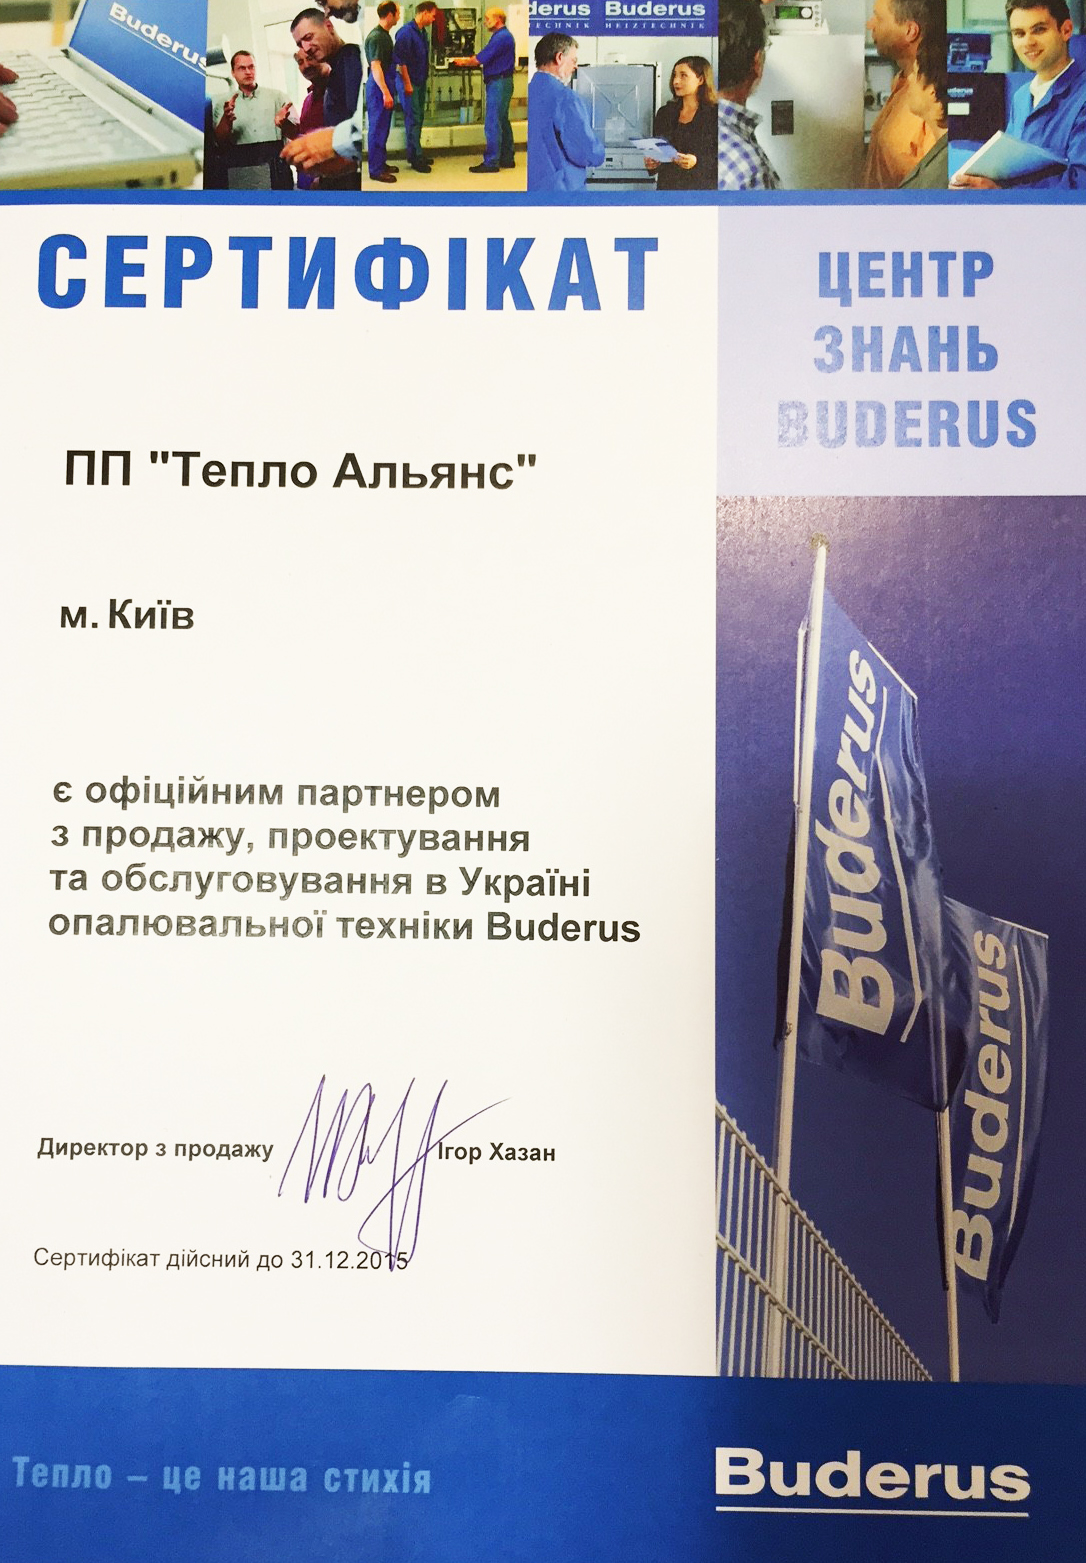 Buderus
derus
Buderus
HEIZTECHNIK
СЕРТИФІКАТ
ЦЕНТР
ЗНАНЬ
BUDERUS
ПП "Тепло Альянс"
м. Київ
є офіційним партнером
з продажу, проектування
та обслуговування в Україні
опалювальної техніки Buderus
Buderus
Buderus
Директор з продажу
Ігор Хазан
Сертифікат дійсний до 31.12.2015
Тепло – це наша стихія
Buderus